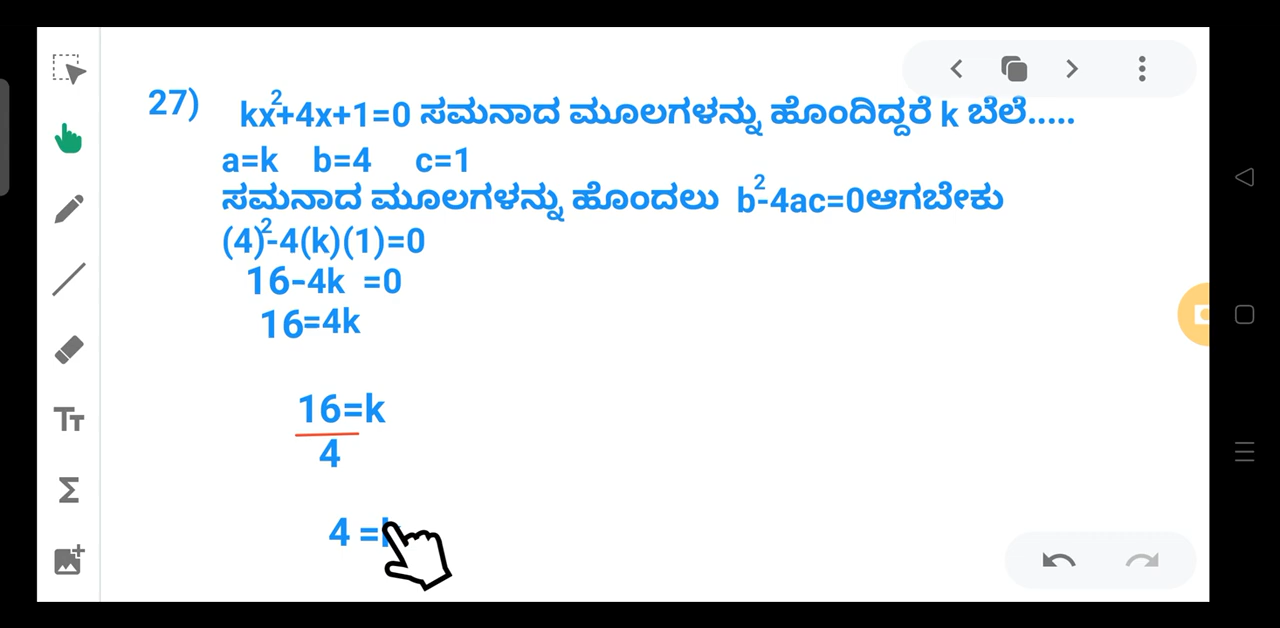 27) kx²+4x+1=0 ಸಮನಾದ ಮೂಲಗಳನ್ನು ಹೊಂದಿದ್ದರೆ k ಬೆಲೆ.....
a=k b=4 c=1
ಸಮನಾದ ಮೂಲಗಳನ್ನು ಹೊಂದಲು b²-4ac=0ಆಗಬೇಕು
(4)²-4(k)(1)=0
16-4k =0
16=4k
16=k
4
4 =
Tт
Σ